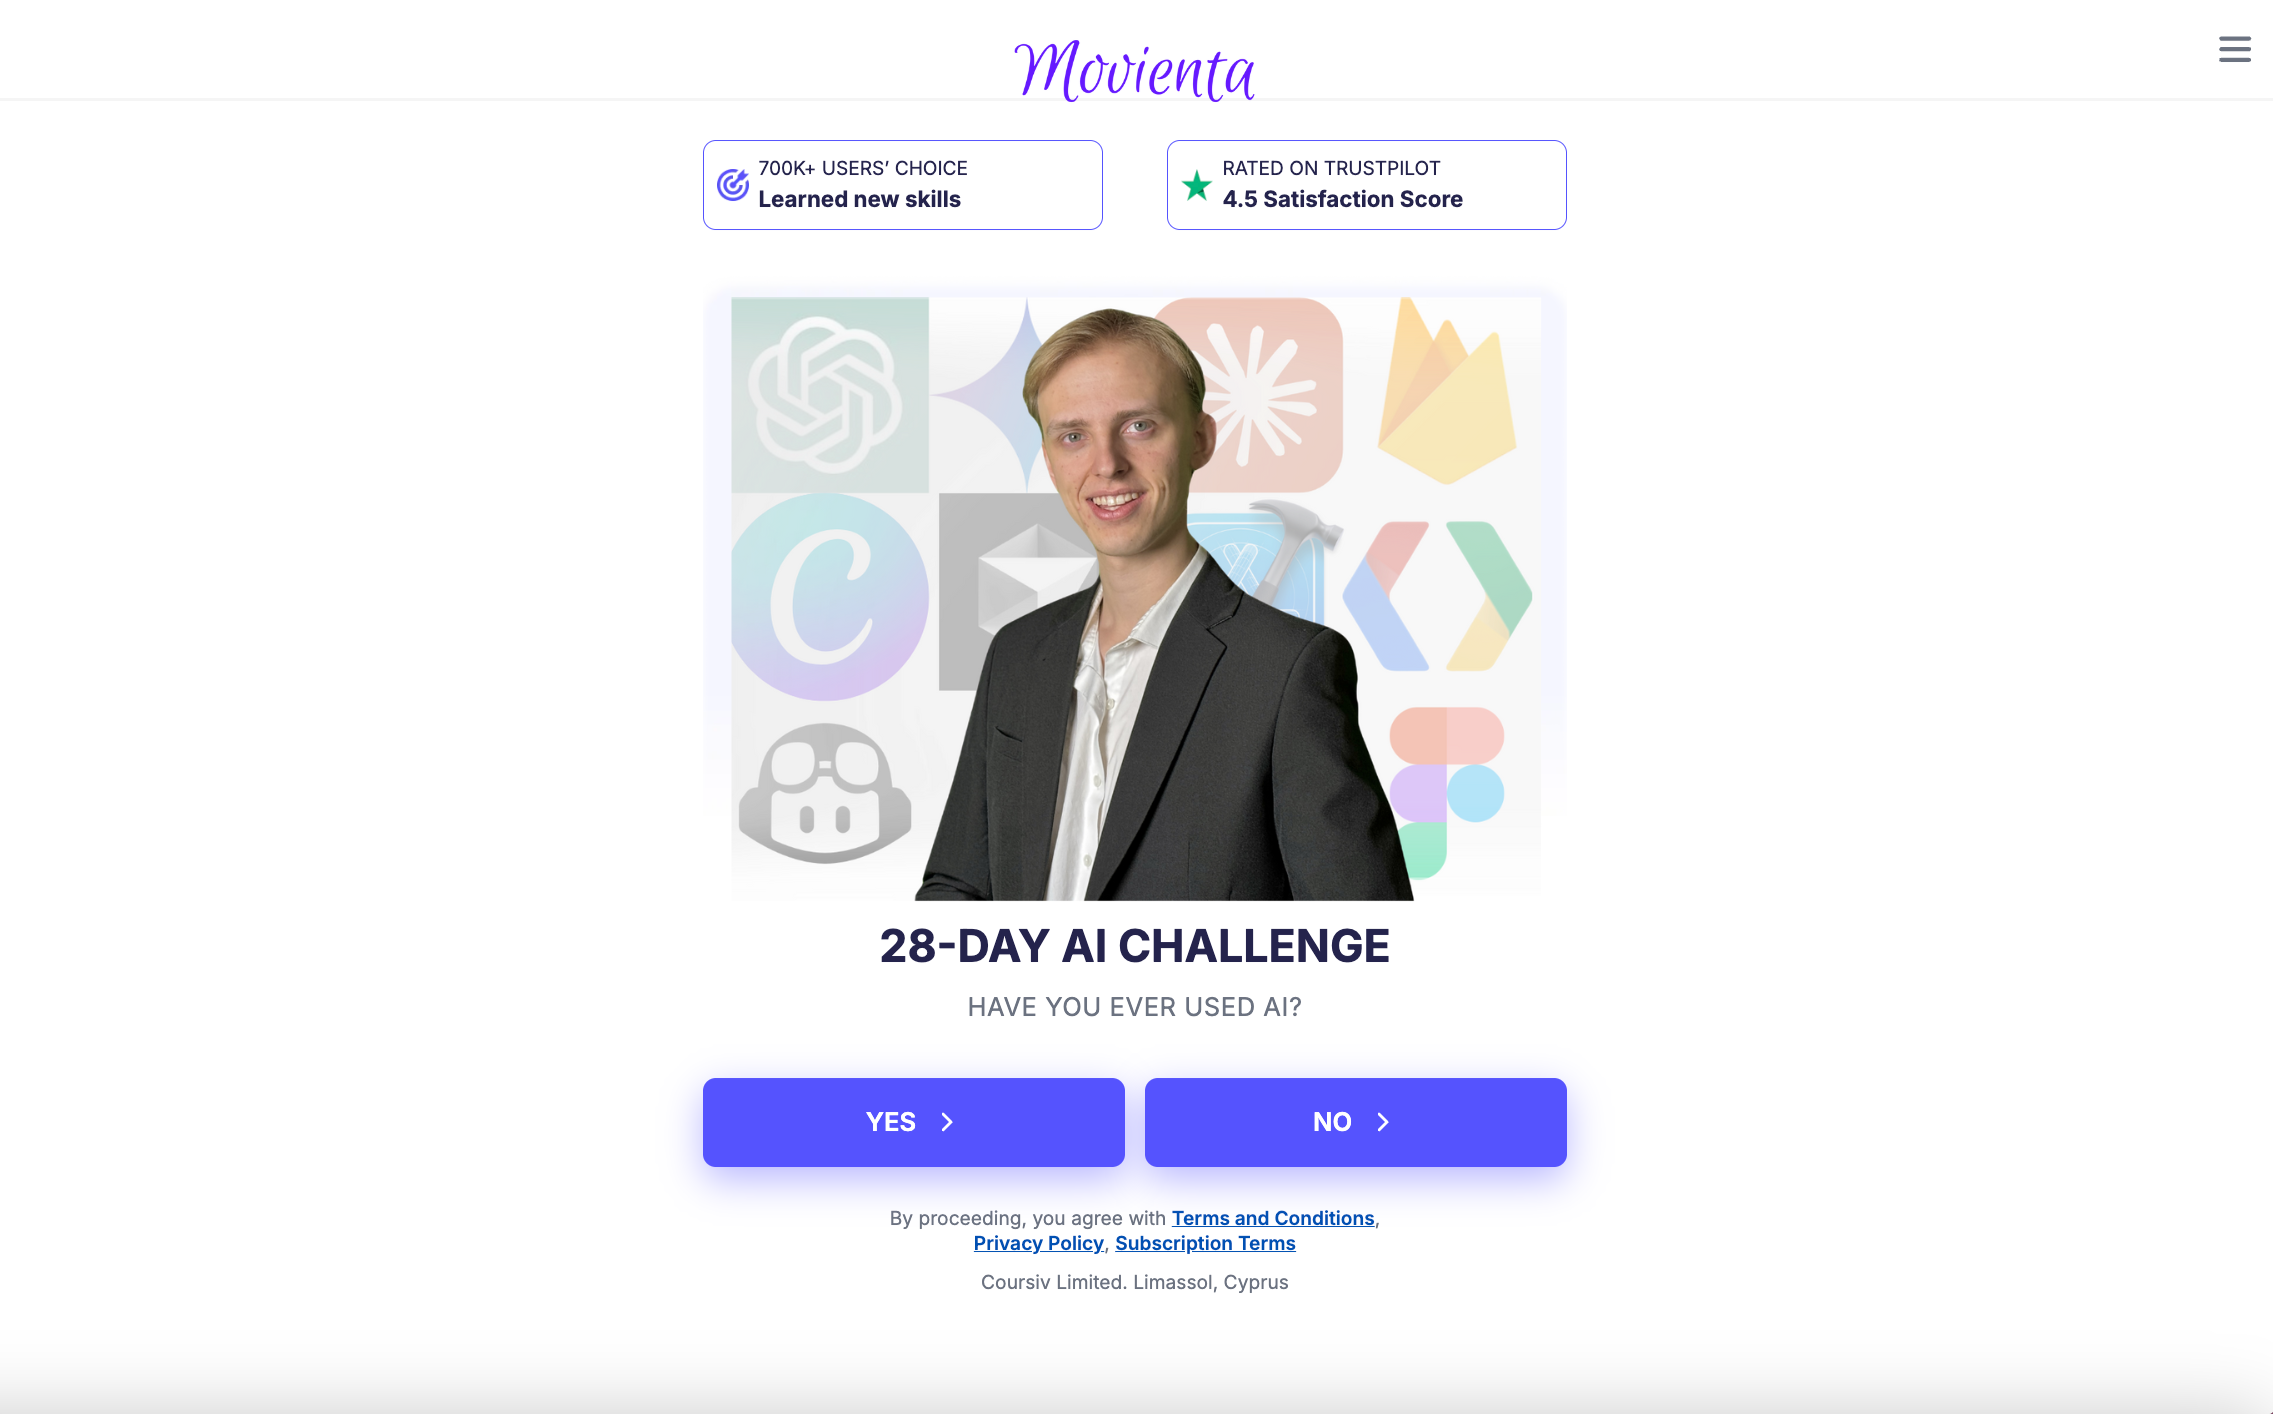 Movienta
700K+ USERS’ CHOICE
Learned new skills
RATED ON TRUSTPILOT
4.5 Satisfaction Score
28-DAY AI CHALLENGE
HAVE YOU EVER USED AI?
YES
NO
By proceeding, you agree with Terms and Conditions,
Privacy Policy, Subscription Terms
Coursiv Limited. Limassol, Cyprus